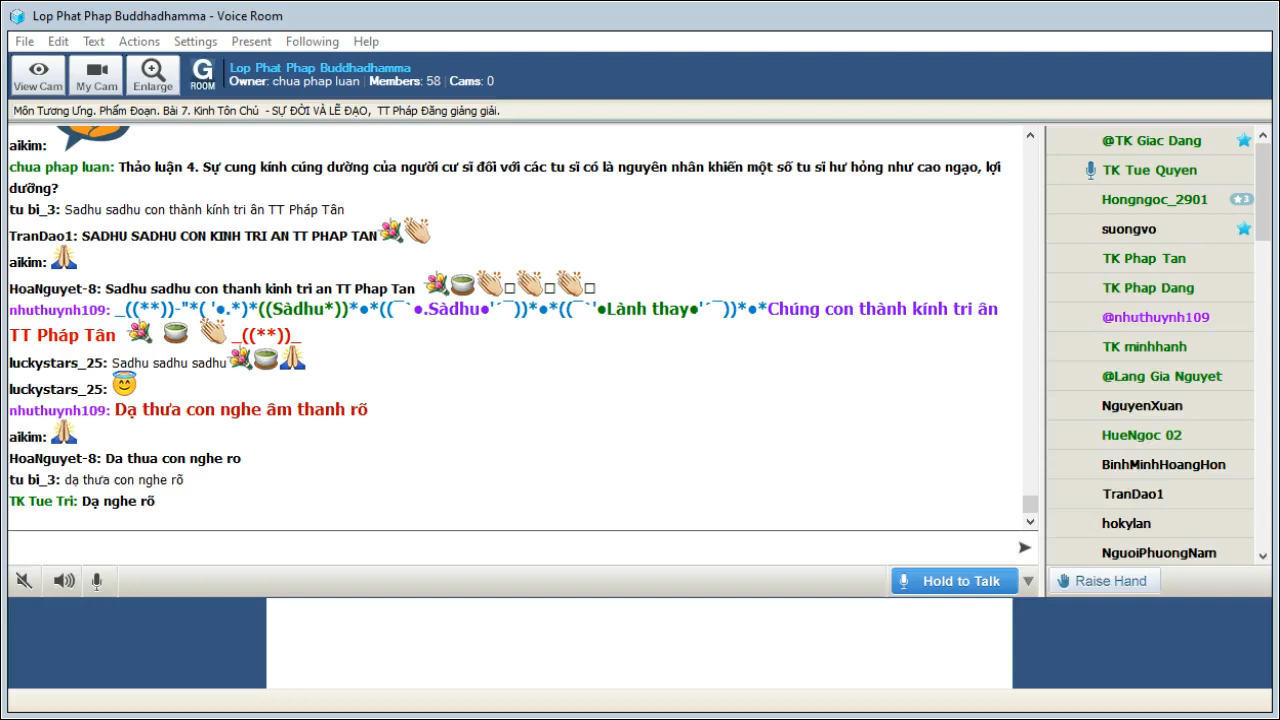 Lop Phat Phap Buddhadhamma - Voice Room
File Edit Text Actions Settings Present Following Help
View Cam My Cam Enlarge G ROOM
Lop Phat Phap Buddhadhamma
Owner: chua phap luan Members: 58 Cams: 0
Môn Tương Ưng. Phẩm Đoạn. Bài 7. Kinh Tôn Chủ - SỰ ĐỜI VÀ LẼ ĐẠO, TT Pháp Đăng giảng giải.
aikim:
chua phap luan: Thảo luận 4. Sự cung kính cúng dường của người cư sĩ đối với các tu sĩ có là nguyên nhân khiến một số tu sĩ hư hỏng như cao ngạo, lợi
dưỡng?
tu bi_3: Sadhu sadhu con thành kính tri ân TT Pháp Tân
TranDao1: SADHU SADHU CON KINH TRI AN TT PHAP TAN
aikim:
HoaNguyet-8: Sadhu sadhu con thanh kinh tri an TT Phap Tan
nhuthuynh109: _((**))-"*( '●.*)*((Sàdhu*))*●*((¯`●.Sàdhu●'´¯))*●*((¯`'●Lành thay●'´¯))*●*Chúng con thành kính tri ân
TT Pháp Tân _((**))_
luckystars_25: Sadhu sadhu sadhu
luckystars_25:
nhuthuynh109: Dạ thưa con nghe âm thanh rõ
aikim:
HoaNguyet-8: Da thua con nghe ro
tu bi_3: dạ thưa con nghe rõ
TK Tue Tri: Dạ nghe rõ
Hold to Talk
@TK Giac Dang
TK Tue Quyen
Hongngoc_2901 3
suongvo
TK Phap Tan
TK Phap Dang
@nhuthuynh109
TK minhhanh
@Lang Gia Nguyet
NguyenXuan
HueNgoc 02
BinhMinhHoangHon
TranDao1
hokylan
NguoiPhuongNam
Raise Hand